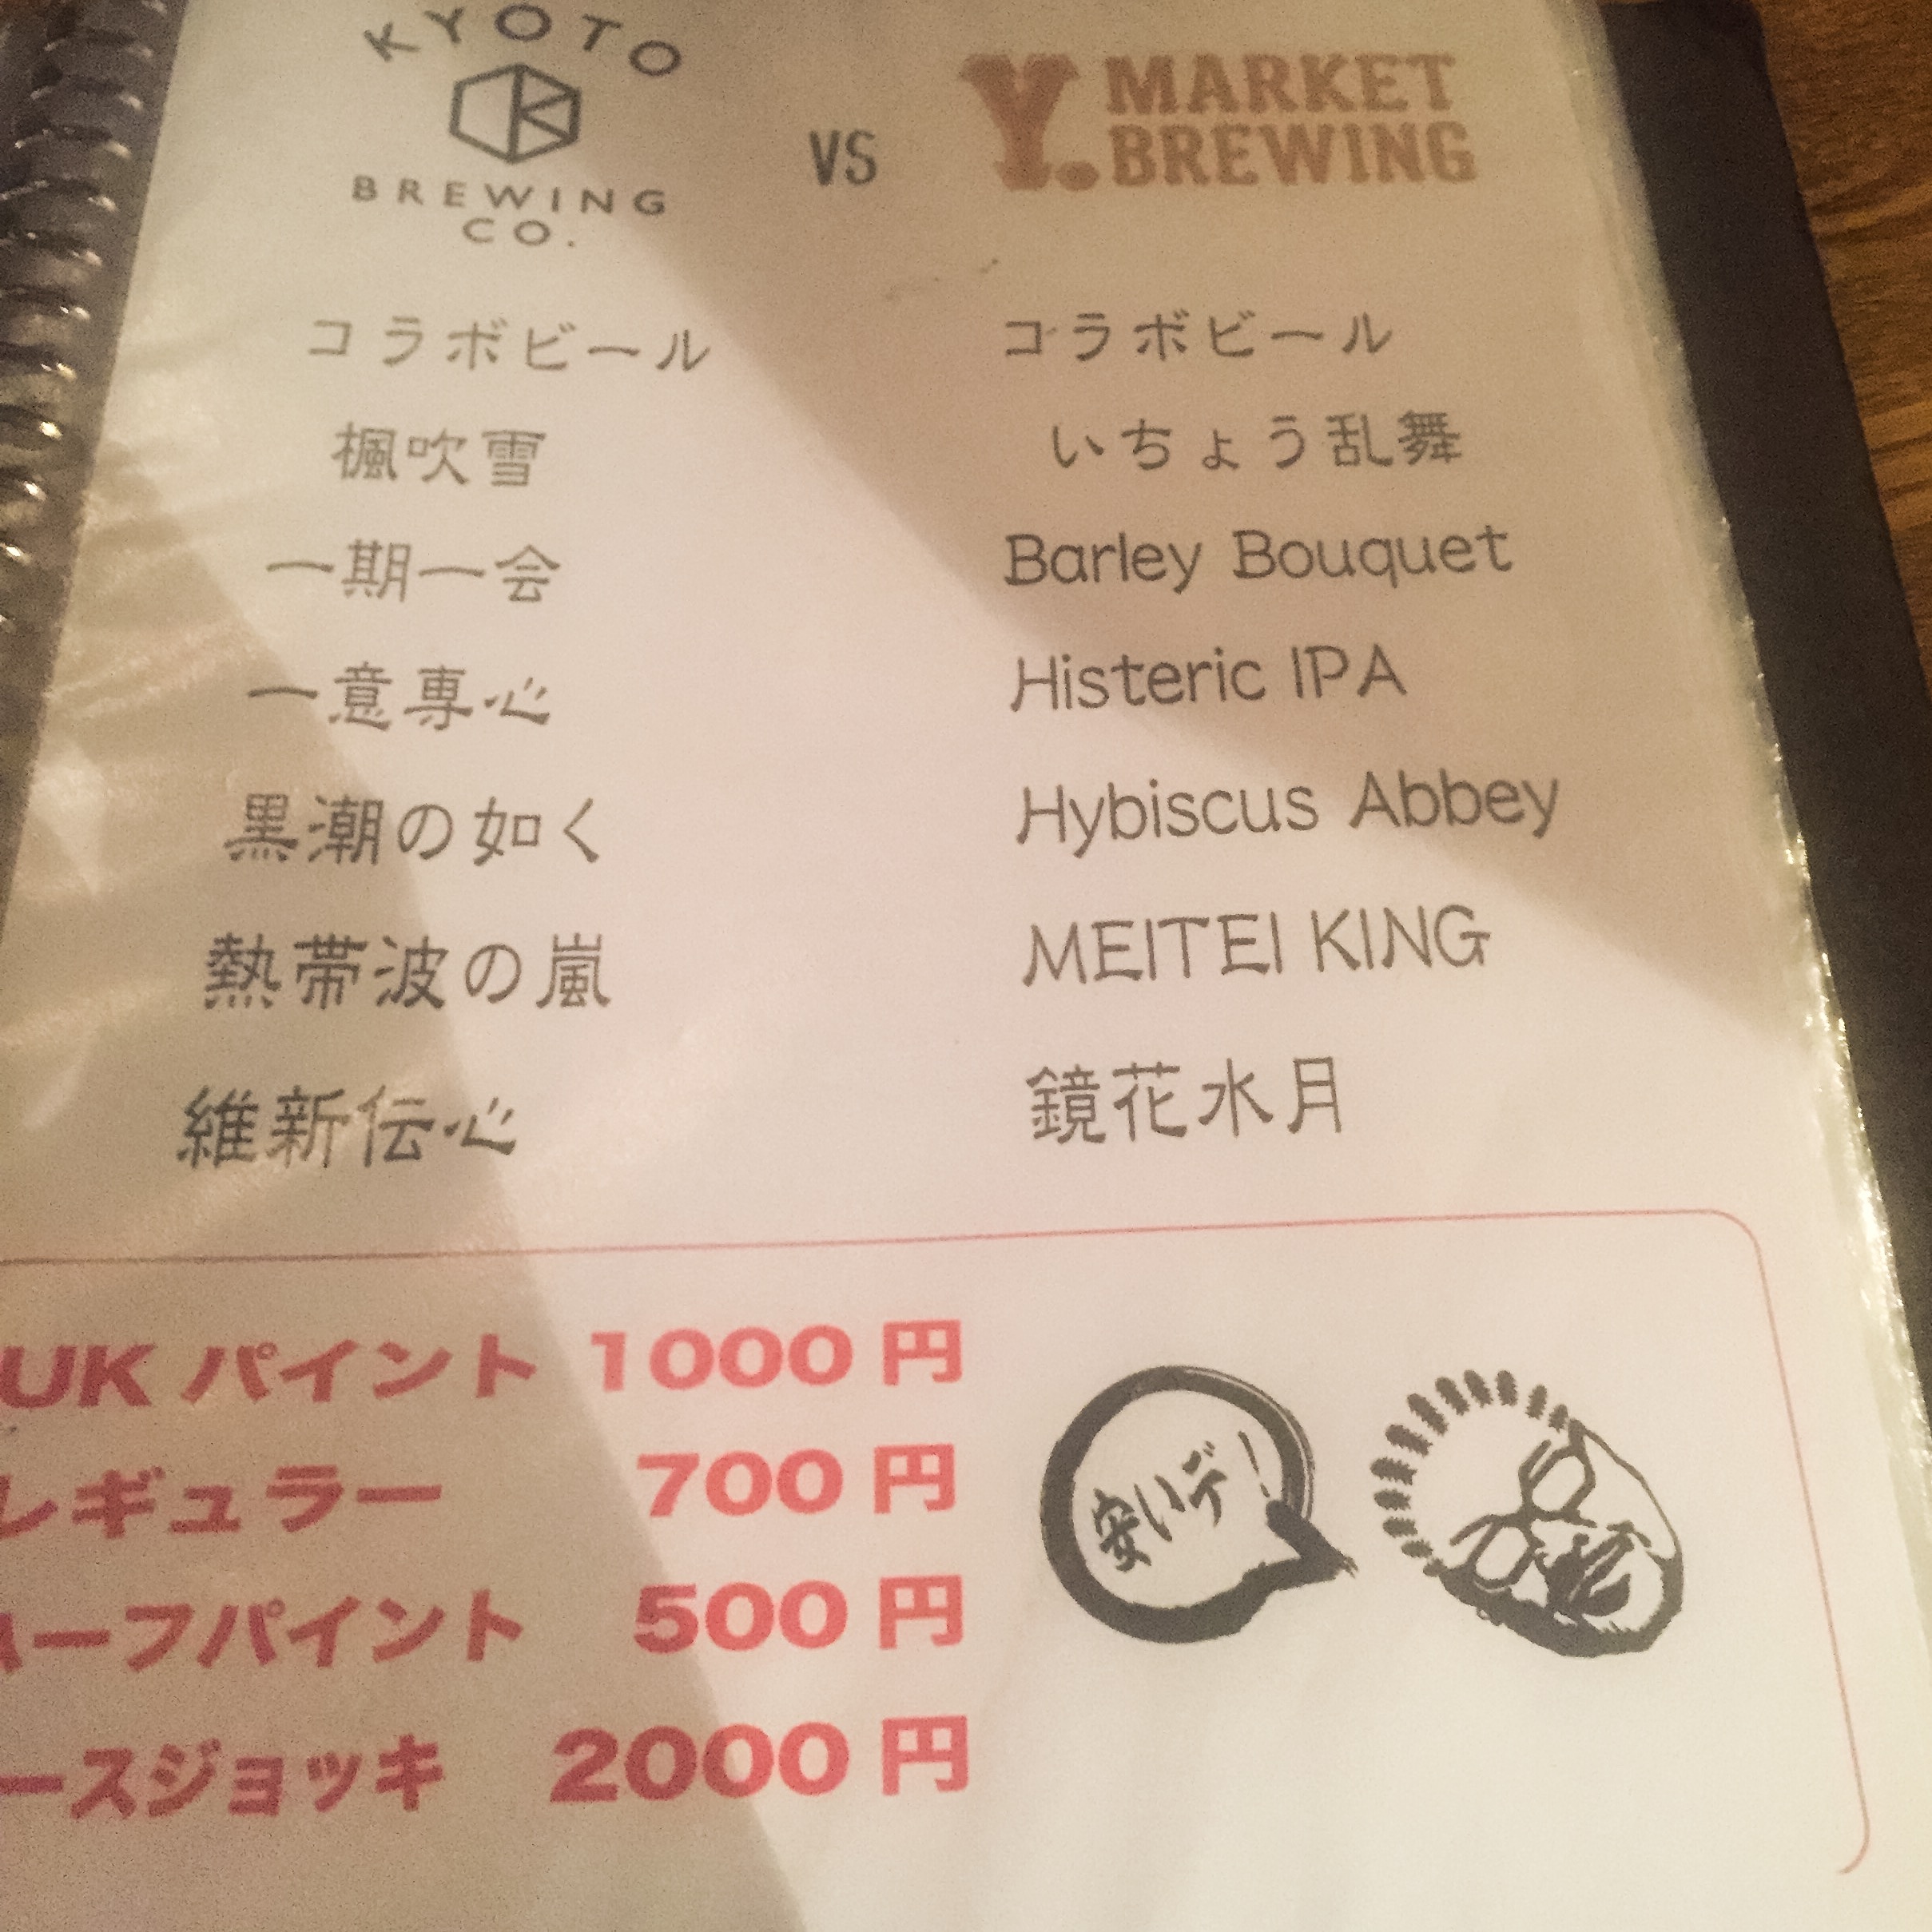 KYOTO
BREWING
CO.
VS
Y. MARKET
BREWING
コラボビール
楓吹雪
一期一会
一意専心
黒潮の如く
熱帯波の嵐
維新伝心
コラボビール
いちょう乱舞
Barley Bouquet
Histeric IPA
Hybiscus Abbey
MEITEI KING
鏡花水月
UK パイント 1000 円
レギュラー 700 円
ハーフパイント 500 円
ースジョッキ 2000 円
安いデ!